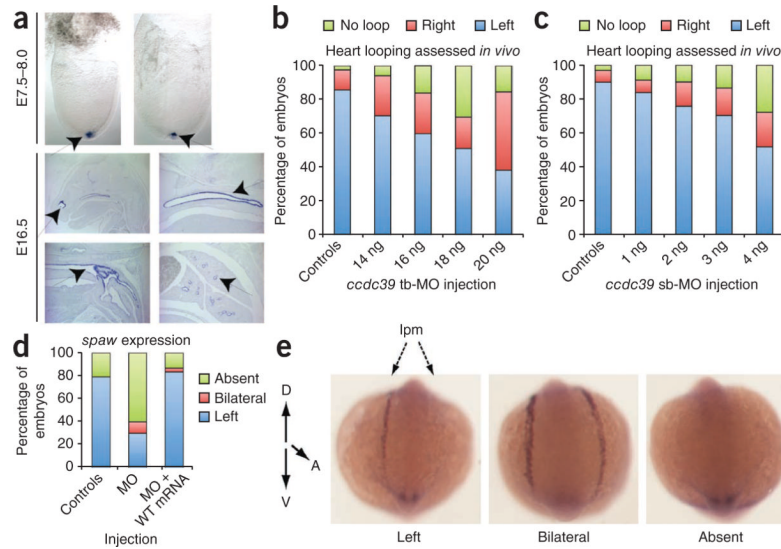 a
E7.5–8.0
E16.5
b
No loop Right Left
Heart looping assessed in vivo
Percentage of embryos
100
80
60
40
20
0
Controls
14 ng
16 ng
18 ng
20 ng
ccdc39 tb-MO injection
c
No loop Right Left
Heart looping assessed in vivo
Percentage of embryos
100
80
60
40
20
0
Controls
1 ng
2 ng
3 ng
4 ng
ccdc39 sb-MO injection
d
spaw expression
Percentage of
embryos
100
80
60
40
20
0
Absent
Bilateral
Left
Controls
MO
MO +
WT mRNA
Injection
e
lpm
D
A
V
Left
Bilateral
Absent